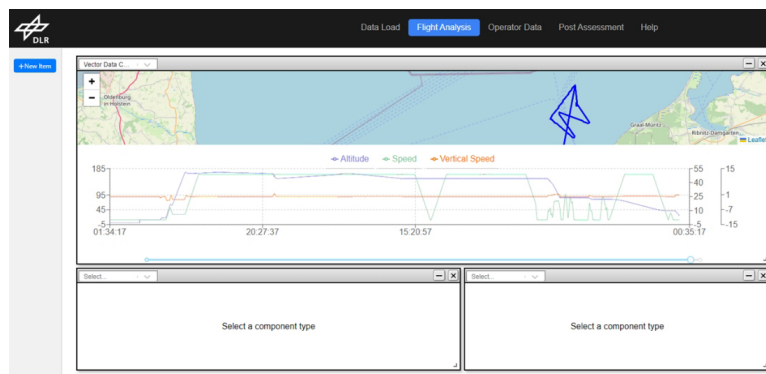 DLR
Data Load Flight Analysis Operator Data Post Assessment Help
+New Item
Vector Data C...
+
−
Oldenburg
in Holstein
Graal-Müritz
Ribnitz-Damgarten
Leaflet
Altitude Speed Vertical Speed
185 55 15
40
95 25 1
45 10 -7
-5 -5 -15
01:34:17 20:27:37 15:20:57 00:35:17
Select... Select...
Select a component type Select a component type